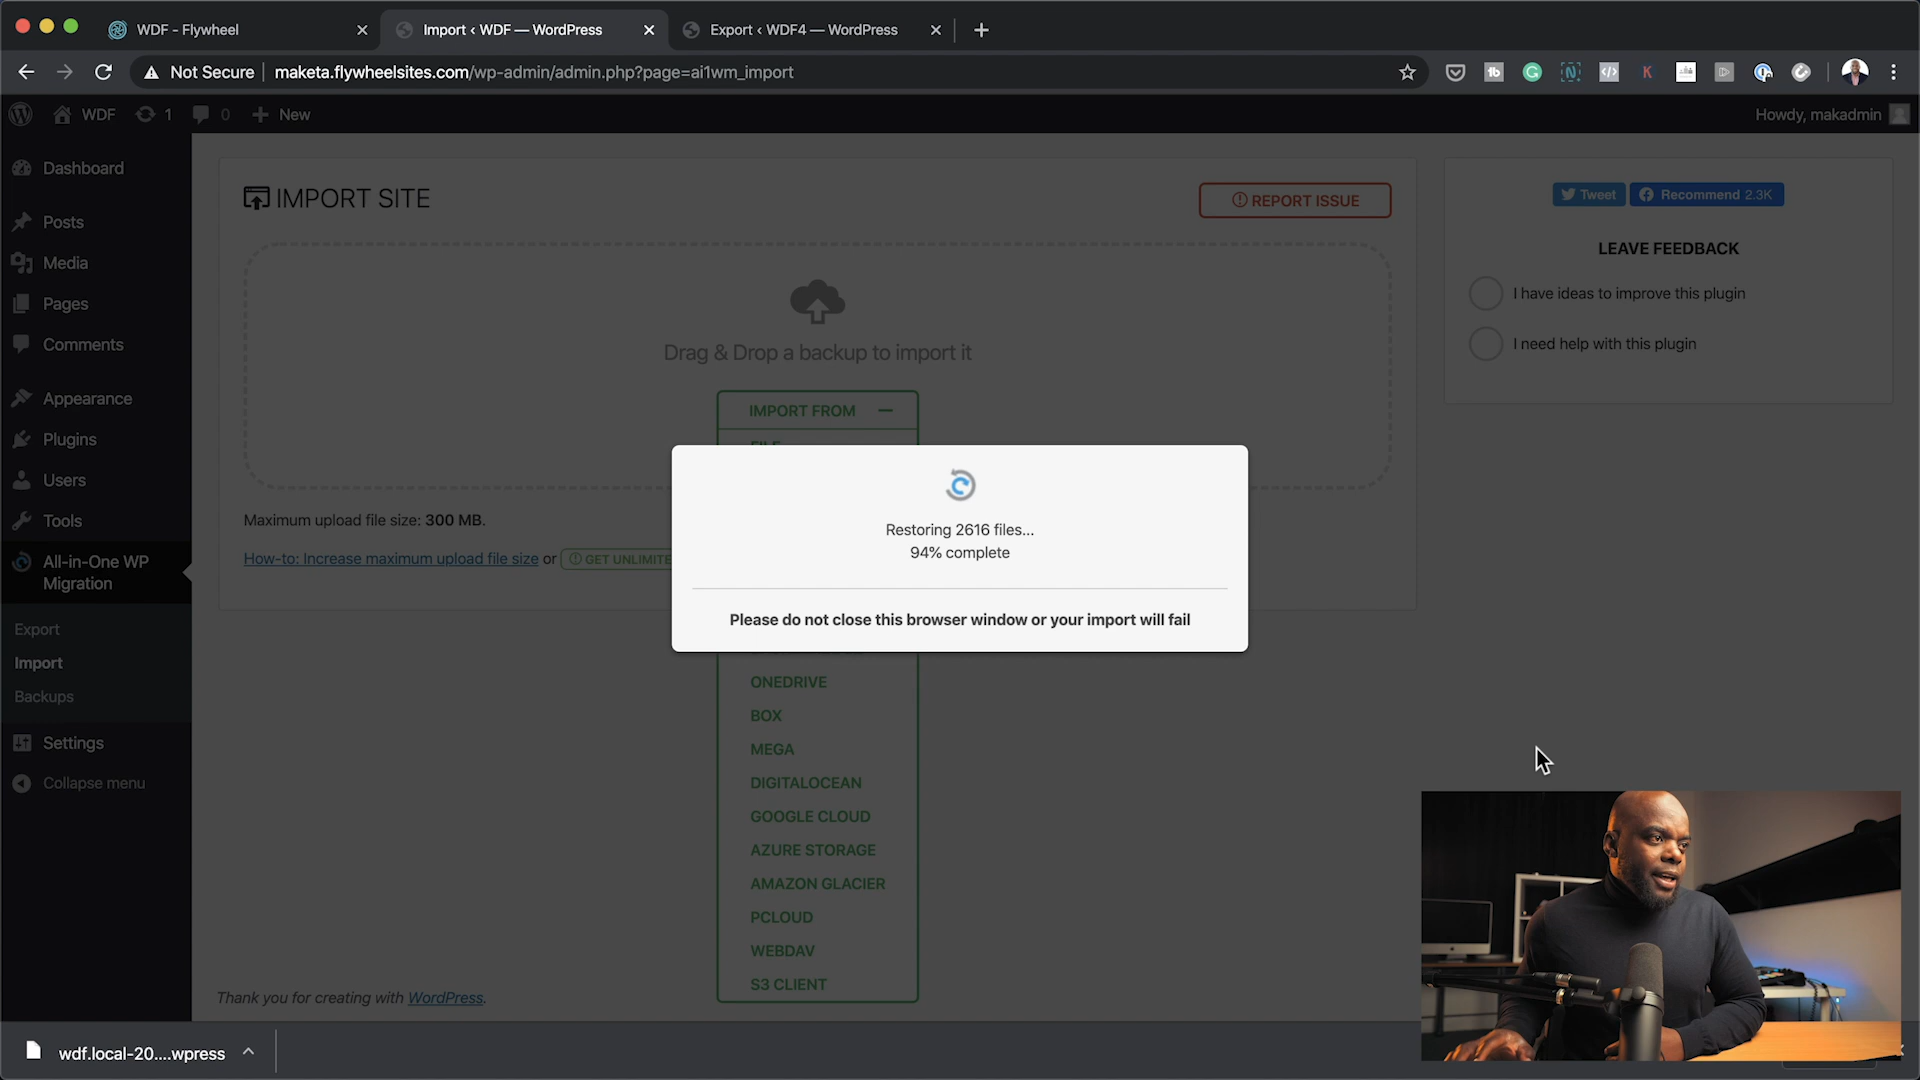 WDF - Flywheel
Import ‹ WDF — WordPress
Export ‹ WDF4 — WordPress
Not Secure
maketa.flywheelsites.com/wp-admin/admin.php?page=ai1wm_import
WDF
1
0
New
Howdy, makadmin
Dashboard
Posts
Media
Pages
Comments
Appearance
Plugins
Users
Tools
All-in-One WP
Migration
Export
Import
Backups
Settings
Collapse menu
IMPORT SITE
REPORT ISSUE
Drag & Drop a backup to import it
IMPORT FROM
Maximum upload file size: 300 MB.
How-to: Increase maximum upload file size or
GET UNLIMITE
Restoring 2616 files...
94% complete
Please do not close this browser window or your import will fail
ONEDRIVE
BOX
MEGA
DIGITALOCEAN
GOOGLE CLOUD
AZURE STORAGE
AMAZON GLACIER
PCLOUD
WEBDAV
S3 CLIENT
Tweet
Recommend 2.3K
LEAVE FEEDBACK
I have ideas to improve this plugin
I need help with this plugin
Thank you for creating with WordPress.
wdf.local-20....wpress